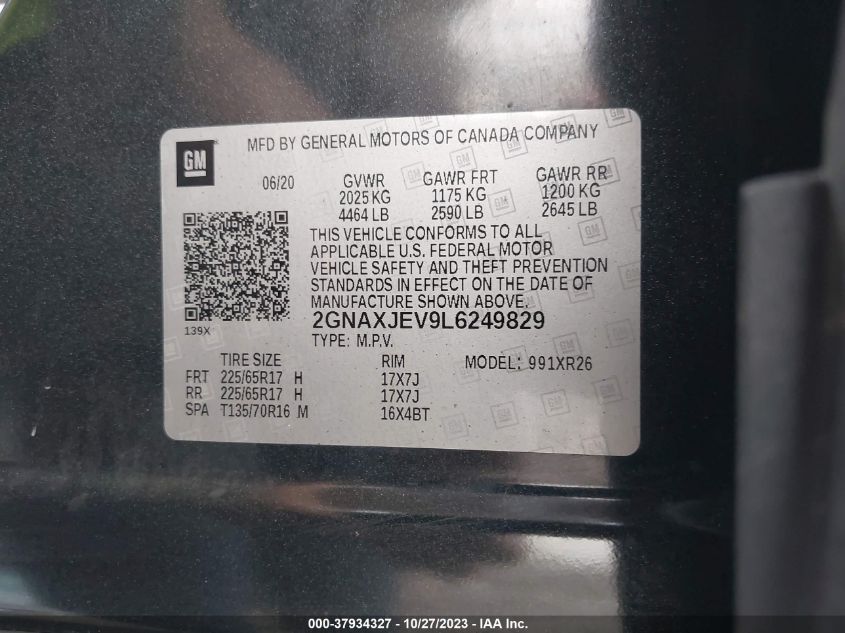 GM
MFD BY GENERAL MOTORS OF CANADA COMPANY
06/20 GVWR GAWR FRT GAWR RR
2025 KG 1175 KG 1200 KG
4464 LB 2590 LB 2645 LB
THIS VEHICLE CONFORMS TO ALL
APPLICABLE U.S. FEDERAL MOTOR
VEHICLE SAFETY AND THEFT PREVENTION
STANDARDS IN EFFECT ON THE DATE OF
MANUFACTURE SHOWN ABOVE.
139X 2GNAXJEV9L6249829
TYPE: M.P.V.
TIRE SIZE RIM MODEL: 991XR26
FRT 225/65R17 H 17X7J
RR 225/65R17 H 17X7J
SPA T135/70R16 M 16X4BT
000-37934327 | 10/27/2023 | IAA Inc.